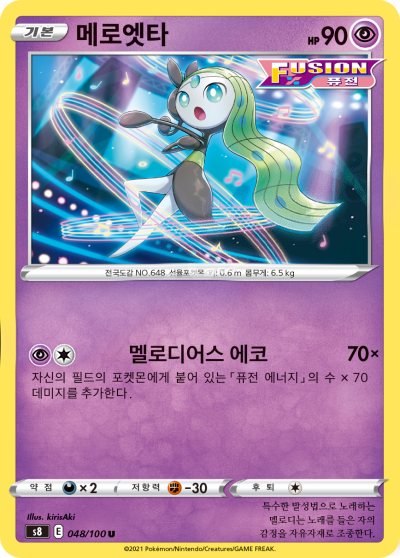 기본 메로엣타 HP 90
FUSION
퓨전
전국도감 NO.648 선율포켓몬 키: 0.6 m 몸무게: 6.5 kg
멜로디어스 에코 70×
자신의 필드의 포켓몬에게 붙어 있는 「퓨전 에너지」의 수 × 70
데미지를 추가한다.
약점 ×2 저항력 -30 후퇴
Illus. kirisAki
s8 E 048/100 U
특수한 발성법으로 노래하는
멜로디는 노래를 들은 자의
감정을 자유자재로 조종한다.
©2021 Pokémon/Nintendo/Creatures/GAME FREAK.